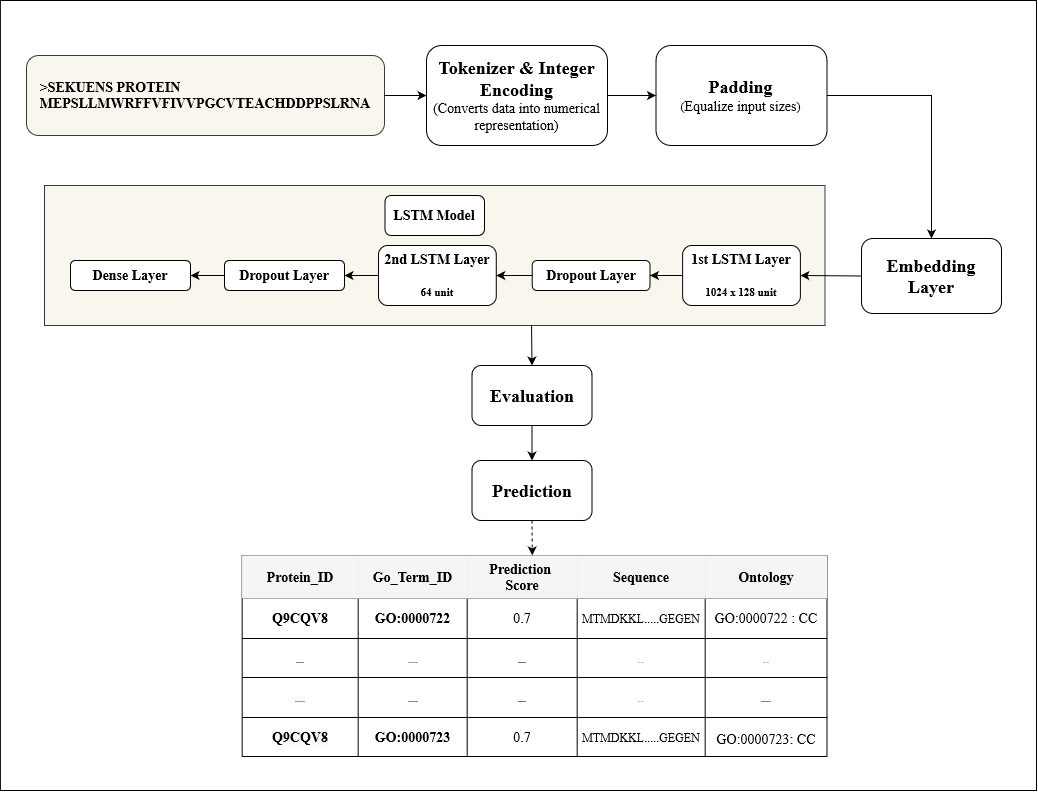 >SEKUENS PROTEIN
MEPSLLMWRFFVFIVVPGCVTEACHDDPPSLRNA
Tokenizer & Integer
Encoding
(Converts data into numerical
representation)
Padding
(Equalize input sizes)
Embedding
Layer
LSTM Model
1st LSTM Layer
1024 x 128 unit
Dropout Layer
2nd LSTM Layer
64 unit
Dropout Layer
Dense Layer
Evaluation
Prediction
Protein_ID Go_Term_ID Prediction Score Sequence Ontology
Q9CQV8 GO:0000722 0.7 MTMDKKL.....GEGEN GO:0000722 : CC
... ... ... ... ...
... ... ... ... ...
Q9CQV8 GO:0000723 0.7 MTMDKKL.....GEGEN GO:0000723: CC